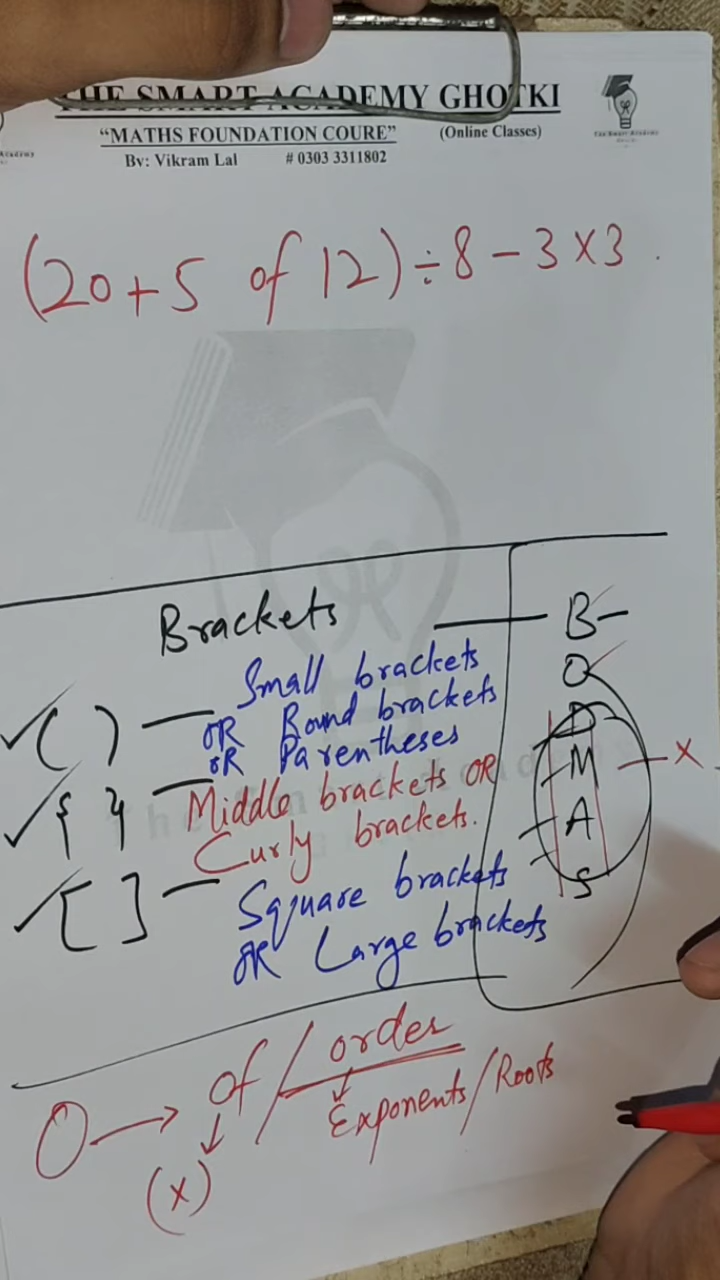 THE SMART ACADEMY GHOTKI
“MATHS FOUNDATION COURE” (Online Classes)
By: Vikram Lal # 0303 3311802
(20+5 of 12)÷8-3×3
Brackets
B
O
D
M
A
S
×
( ) Small brackets
OR Round brackets
OR Parentheses
{ } Middle brackets OR
Curly brackets.
[ ] Square brackets
OR Large brackets
O → of / order
(×) Exponents/Roots